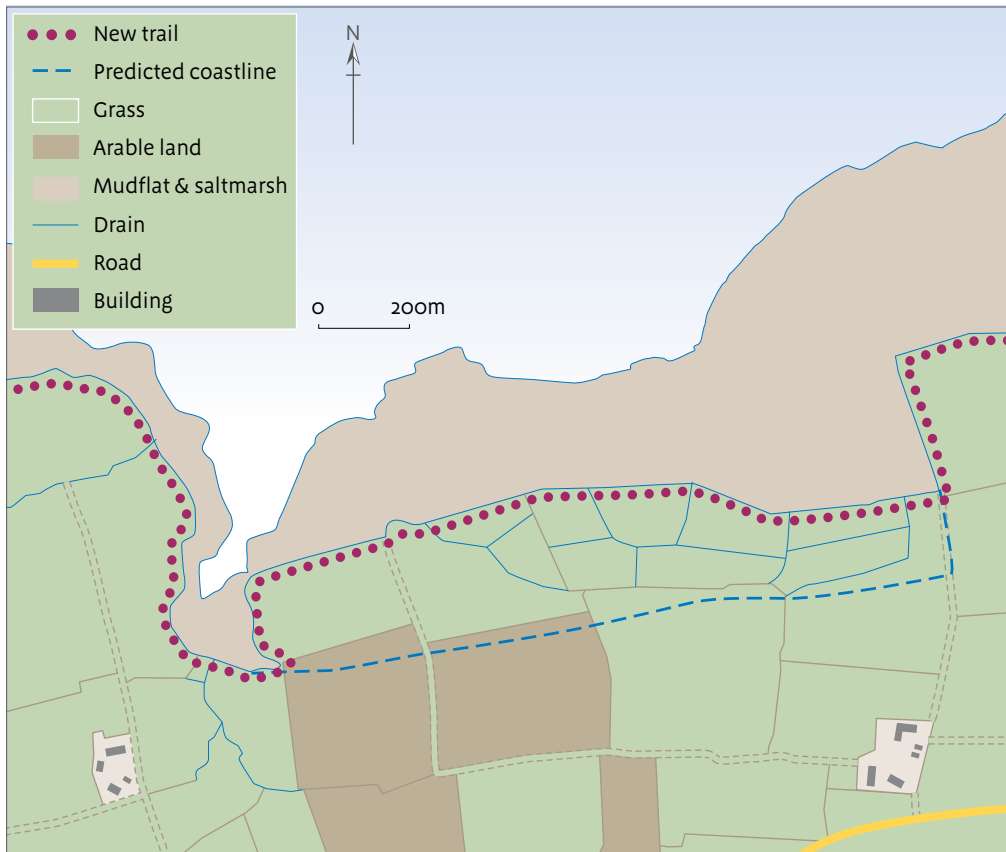 New trail
Predicted coastline
Grass
Arable land
Mudflat & saltmarsh
Drain
Road
Building
N
0 200m